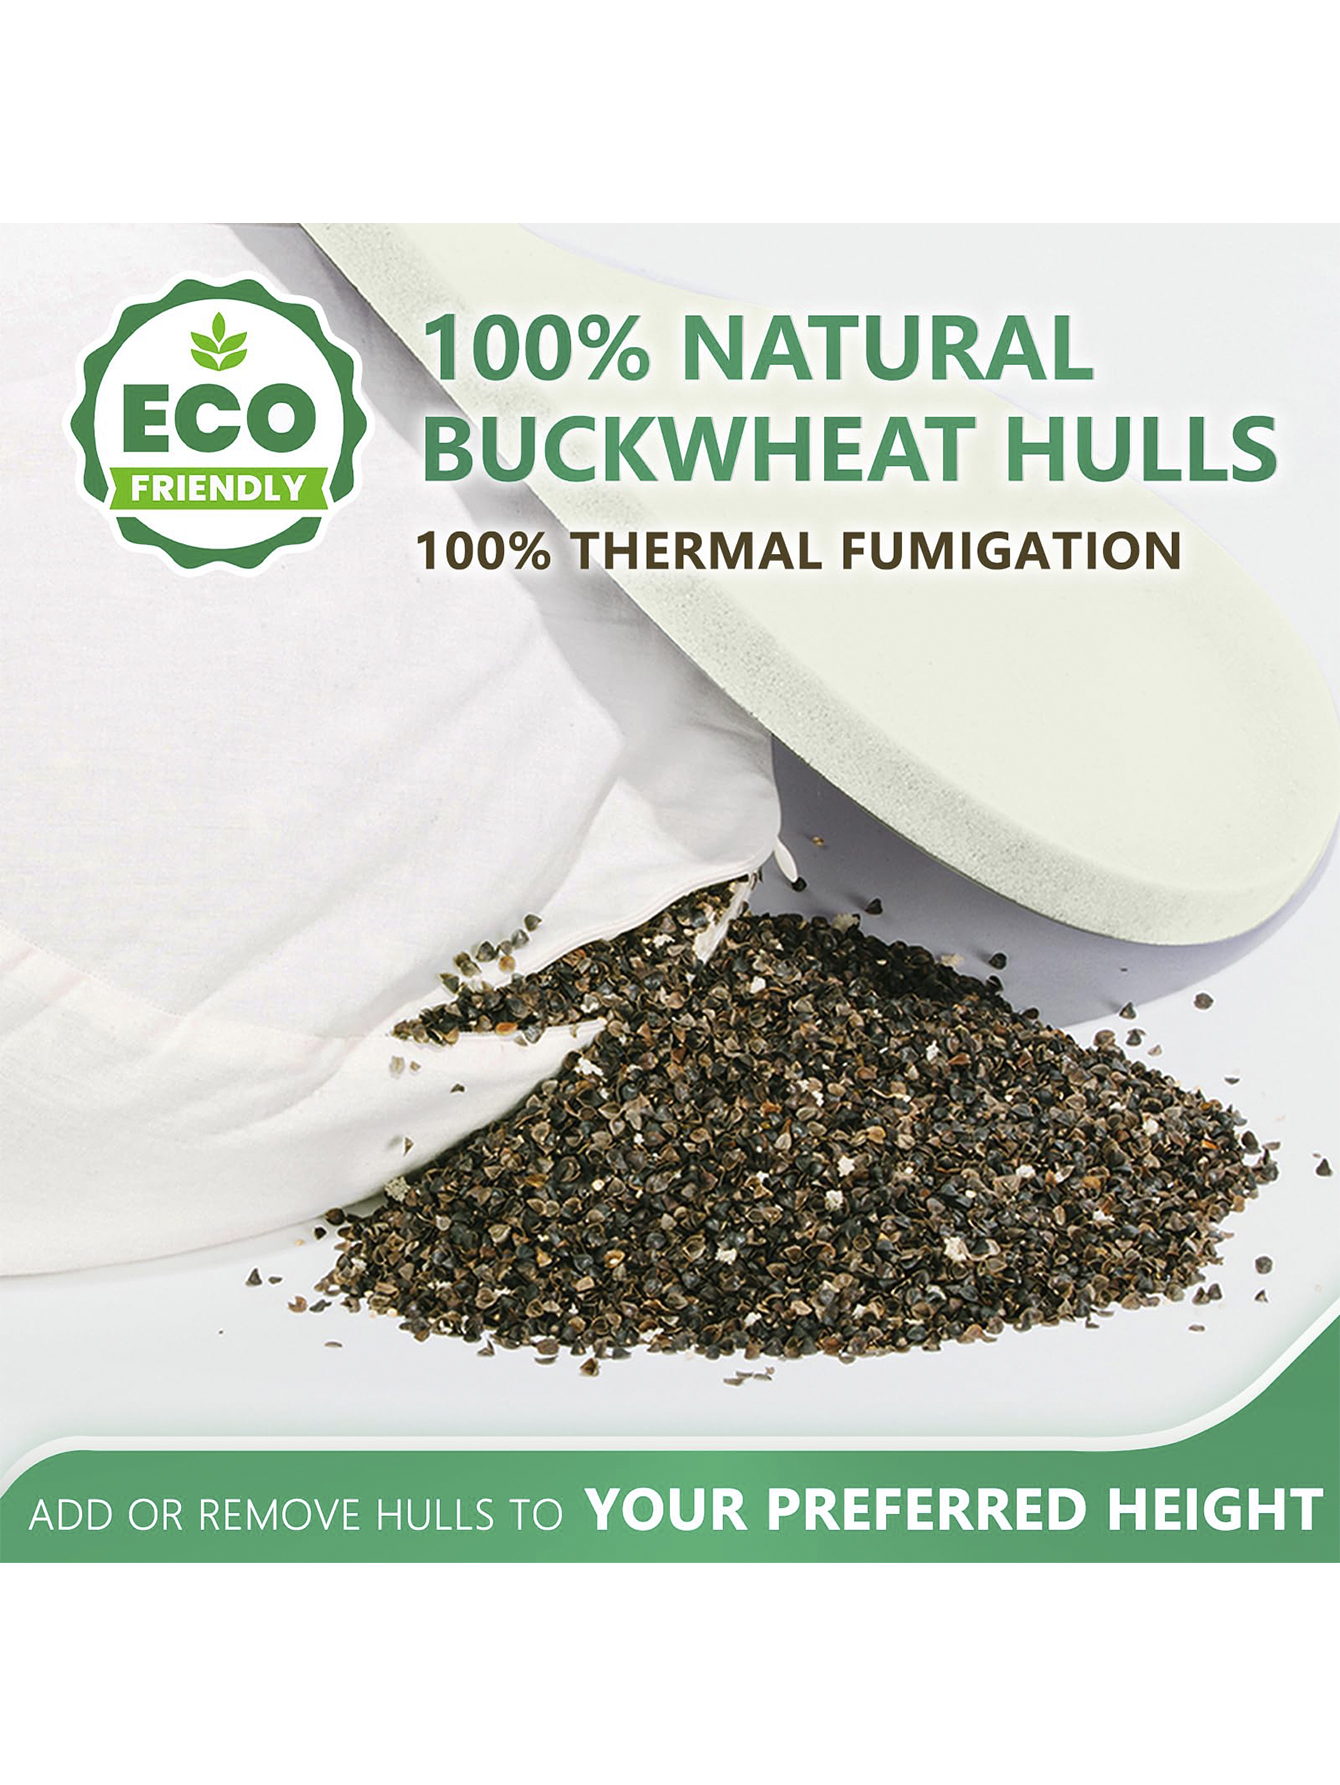 ECO
FRIENDLY
100% NATURAL
BUCKWHEAT HULLS
100% THERMAL FUMIGATION
ADD OR REMOVE HULLS TO YOUR PREFERRED HEIGHT